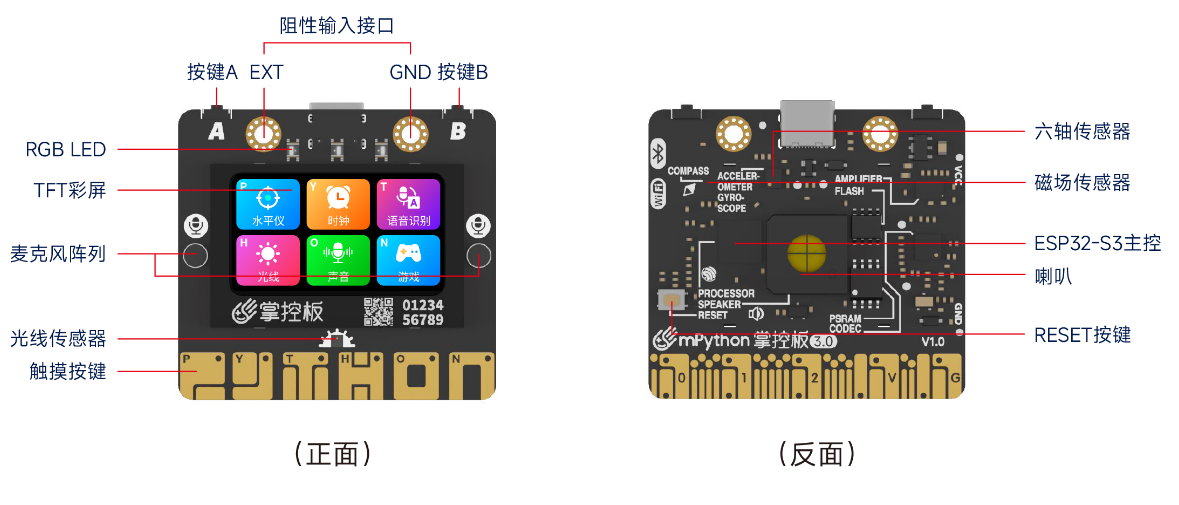 阻性输入接口
按键A EXT
GND 按键B
A
B
RGB LED
TFT彩屏
麦克风阵列
光线传感器
触摸按键
P
水平仪
Y
时钟
T
语音识别
A
H
光线
O
声音
N
游戏
掌控板
01234
56789
P Y T H O N
(正面)
COMPASS
WiFi
ACCELER-
OMETER
GYRO-
SCOPE
AMPLIFIER
FLASH
VCC
PROCESSOR
SPEAKER
RESET
PSRAM
CODEC
GND
mPython 掌控板 3.0
V1.0
0 1 2 V G
六轴传感器
磁场传感器
ESP32-S3主控
喇叭
RESET按键
(反面)